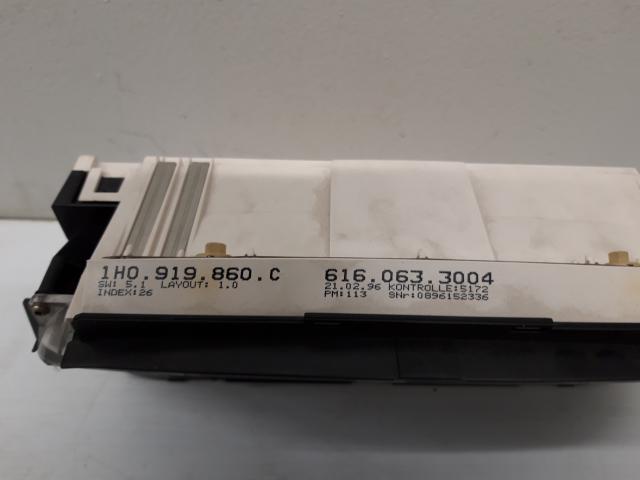 1H0.919.860.C 616.063.3004
SW: 5.1 LAYOUT: 1.0 21.02.96 KONTROLLE:5172
INDEX:26 PM:113 SNr:0896152336